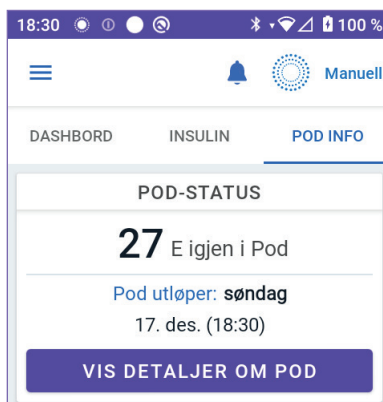 18:30 100 %
Manuell
DASHBORD INSULIN POD INFO
POD-STATUS
27 E igjen i Pod
Pod utløper: søndag
17. des. (18:30)
VIS DETALJER OM POD